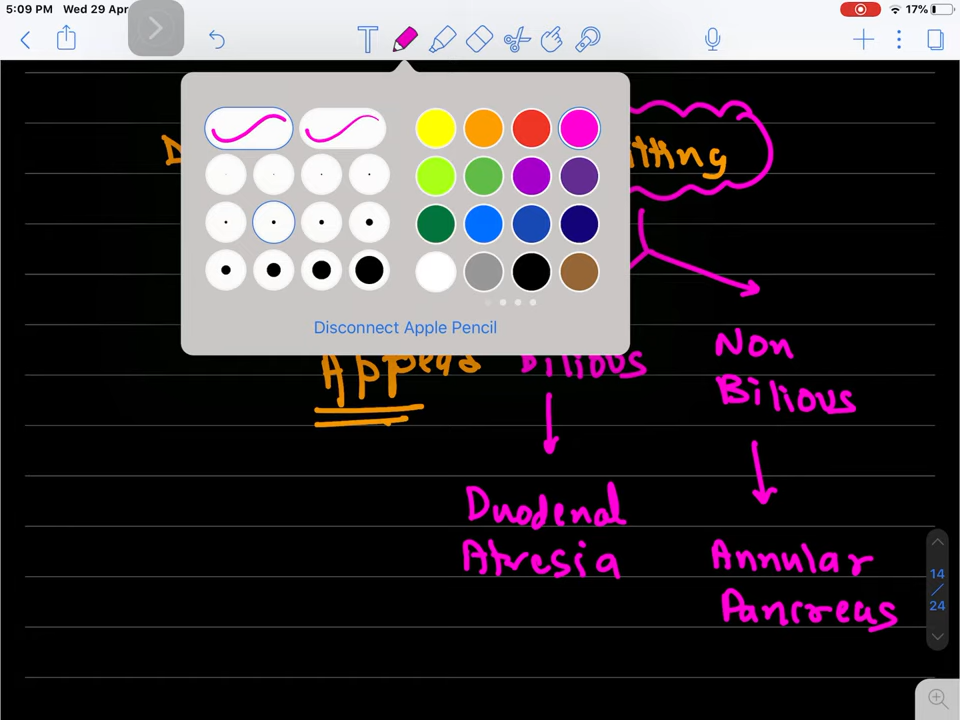 5:09 PM Wed 29 Apr
17%
T
tting
Disconnect Apple Pencil
Appears
Bilious
Non
Bilious
Duodenal
Atresia
Annular
Pancreas
14
24